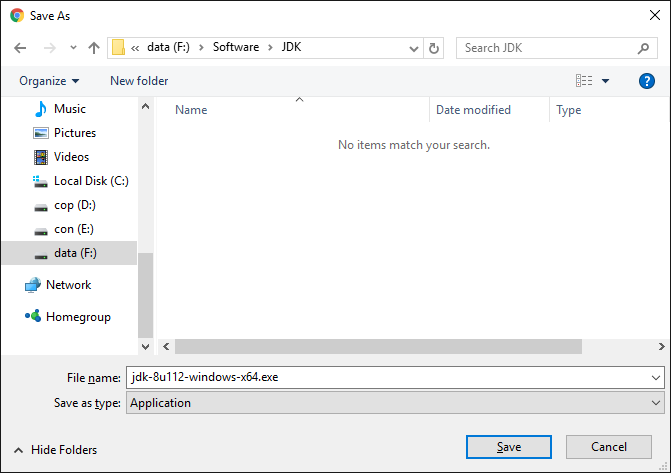 Save As
« data (F:) > Software > JDK
Search JDK
Organize
New folder
Name
Date modified
Type
No items match your search.
Music
Pictures
Videos
Local Disk (C:)
cop (D:)
con (E:)
data (F:)
Network
Homegroup
File name: jdk-8u112-windows-x64.exe
Save as type: Application
Hide Folders
Save
Cancel